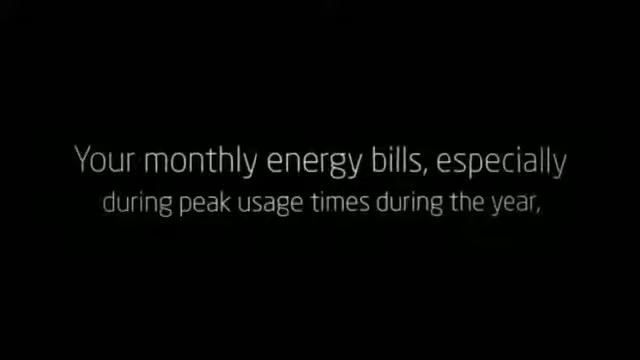 Your monthly energy bills, especially
during peak usage times during the year,